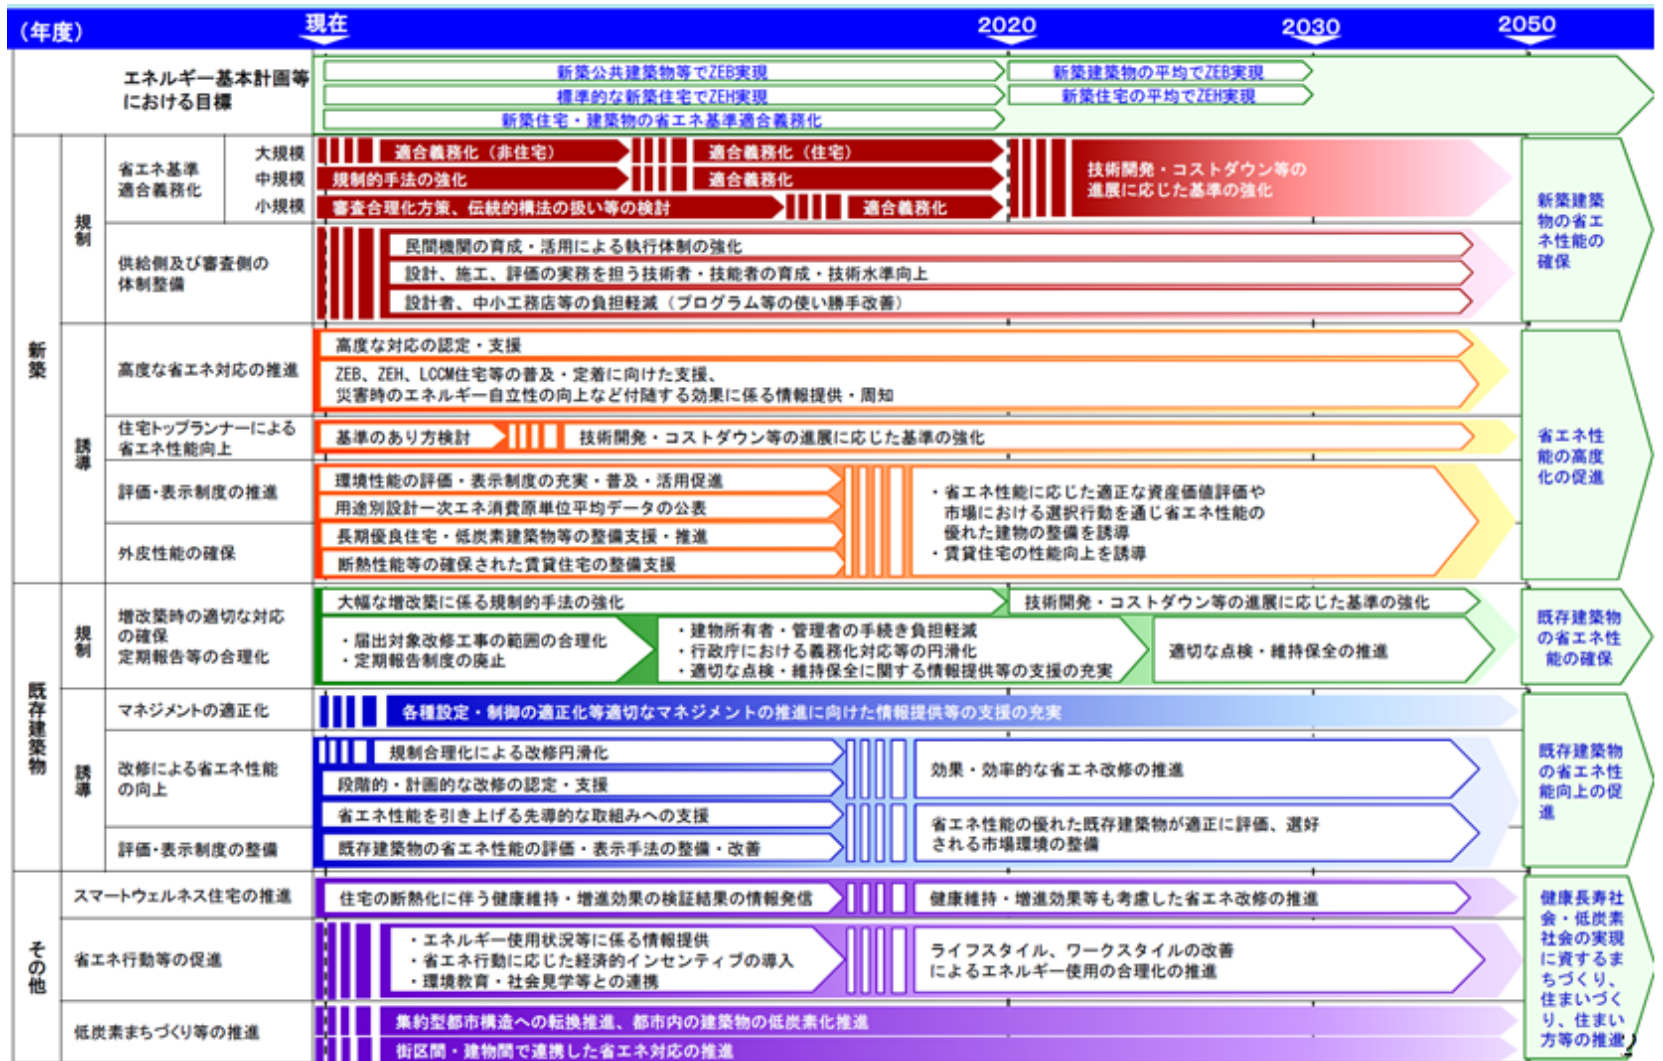 (年度)
現在
2020
2030
2050
エネルギー基本計画等
における目標
新築公共建築物等でZEB実現
新築建築物の平均でZEB実現
標準的な新築住宅でZEH実現
新築住宅の平均でZEH実現
新築住宅・建築物の省エネ基準適合義務化
新築
規制
省エネ基準
適合義務化
大規模
適合義務化（非住宅）
適合義務化（住宅）
中規模
規制的手法の強化
適合義務化
小規模
審査合理化方策、伝統的構法の扱い等の検討
適合義務化
技術開発・コストダウン等の
進展に応じた基準の強化
新築建築
物の省エ
ネ性能の
確保
供給側及び審査側の
体制整備
民間機関の育成・活用による執行体制の強化
設計、施工、評価の実務を担う技術者・技能者の育成・技術水準向上
設計者、中小工務店等の負担軽減（プログラム等の使い勝手改善）
誘導
高度な省エネ対応の推進
高度な対応の認定・支援
ZEB、ZEH、LCCM住宅等の普及・定着に向けた支援、
災害時のエネルギー自立性の向上など付随する効果に係る情報提供・周知
住宅トップランナーによる
省エネ性能向上
基準のあり方検討
技術開発・コストダウン等の進展に応じた基準の強化
省エネ性
能の高度
化の促進
評価・表示制度の推進
環境性能の評価・表示制度の充実・普及・活用促進
用途別設計一次エネ消費原単位平均データの公表
外皮性能の確保
長期優良住宅・低炭素建築物等の整備支援・推進
断熱性能等の確保された賃貸住宅の整備支援
・省エネ性能に応じた適正な資産価値評価や
市場における選択行動を通じ省エネ性能の
優れた建物の整備を誘導
・賃貸住宅の性能向上を誘導
既存建築物
規制
増改築時の適切な対応
の確保
定期報告等の合理化
大幅な増改築に係る規制的手法の強化
技術開発・コストダウン等の進展に応じた基準の強化
・届出対象改修工事の範囲の合理化
・定期報告制度の廃止
・建物所有者・管理者の手続き負担軽減
・行政庁における義務化対応等の円滑化
・適切な点検・維持保全に関する情報提供等の支援の充実
適切な点検・維持保全の推進
既存建築物
の省エネ性
能の確保
誘導
マネジメントの適正化
各種設定・制御の適正化等適切なマネジメントの推進に向けた情報提供等の支援の充実
改修による省エネ性能
の向上
規制合理化による改修円滑化
段階的・計画的な改修の認定・支援
省エネ性能を引き上げる先導的な取組みへの支援
効果・効率的な省エネ改修の推進
既存建築物
の省エネ性
能向上の促
進
評価・表示制度の整備
既存建築物の省エネ性能の評価・表示手法の整備・改善
省エネ性能の優れた既存建築物が適正に評価、選好
される市場環境の整備
その他
スマートウェルネス住宅の推進
住宅の断熱化に伴う健康維持・増進効果の検証結果の情報発信
健康維持・増進効果等も考慮した省エネ改修の推進
省エネ行動等の促進
・エネルギー使用状況等に係る情報提供
・省エネ行動に応じた経済的インセンティブの導入
・環境教育・社会見学等との連携
ライフスタイル、ワークスタイルの改善
によるエネルギー使用の合理化の推進
低炭素まちづくり等の推進
集約型都市構造への転換推進、都市内の建築物の低炭素化推進
街区間・建物間で連携した省エネ対応の推進
健康長寿社
会・低炭素
社会の実現
に資するま
ちづくり、
住まいづく
り、住まい
方等の推進